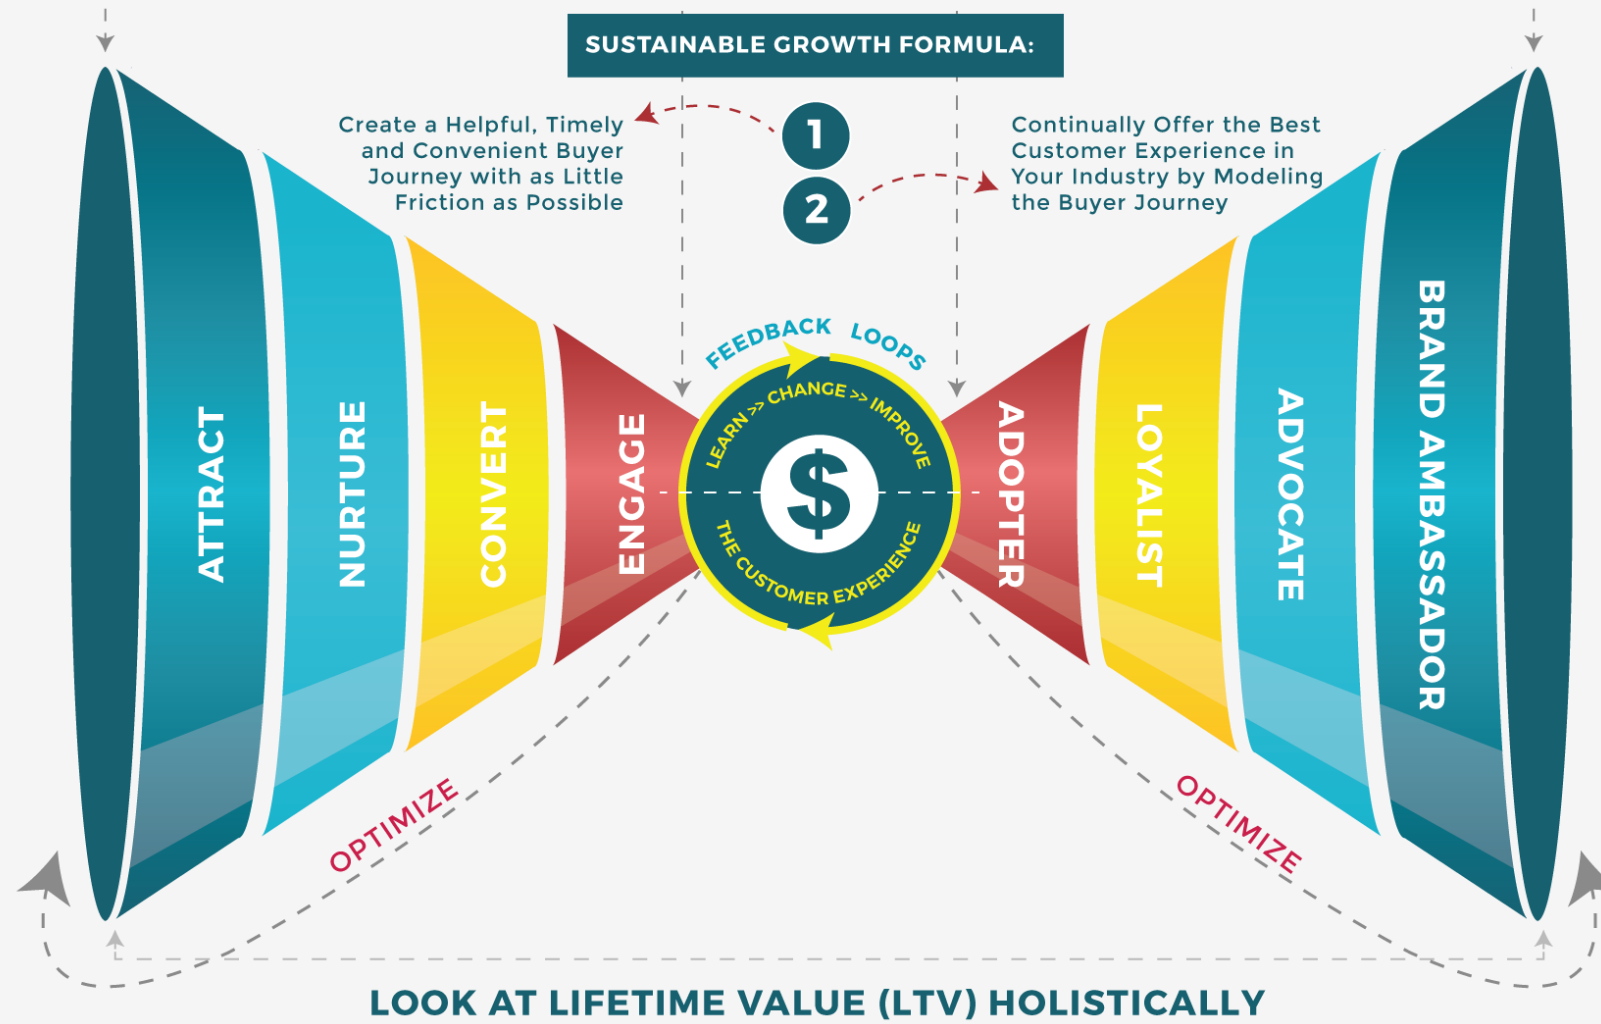 SUSTAINABLE GROWTH FORMULA:
1
2
Create a Helpful, Timely
and Convenient Buyer
Journey with as Little
Friction as Possible
Continually Offer the Best
Customer Experience in
Your Industry by Modeling
the Buyer Journey
ATTRACT
NURTURE
CONVERT
ENGAGE
FEEDBACK LOOPS
LEARN >> CHANGE >> IMPROVE
$
THE CUSTOMER EXPERIENCE
ADOPTER
LOYALIST
ADVOCATE
BRAND AMBASSADOR
OPTIMIZE
OPTIMIZE
LOOK AT LIFETIME VALUE (LTV) HOLISTICALLY